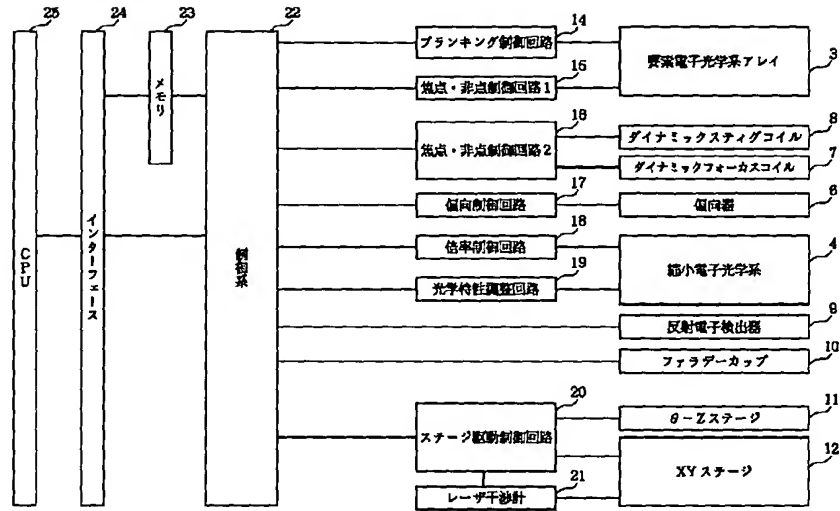 25
24
23
22
14
ブランキング制御回路
要素電子光学系アレイ
3
16
焦点・非点制御回路1
メモリ
18
焦点・非点制御回路2
ダイナミックスティグコイル
8
ダイナミックフォーカスコイル
7
17
偏向制御回路
偏向器
6
18
倍率制御回路
縮小電子光学系
4
19
光学特性調整回路
CPU
インターフェース
制御系
反射電子検出器
9
ファラデーカップ
10
20
ステージ駆動制御回路
θ-Zステージ
11
XYステージ
12
21
レーザ干渉計